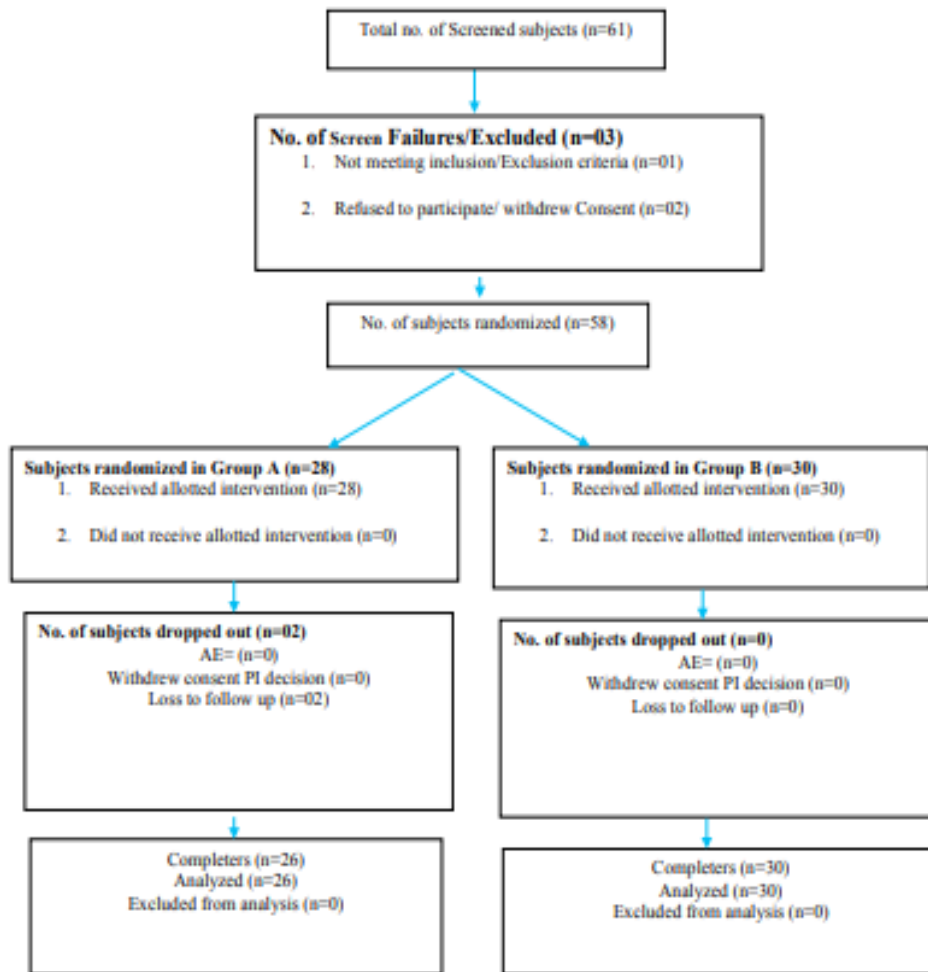 Total no. of Screened subjects (n=61)
No. of Screen Failures/Excluded (n=03)
1. Not meeting inclusion/Exclusion criteria (n=01)
2. Refused to participate/ withdrew Consent (n=02)
No. of subjects randomized (n=58)
Subjects randomized in Group A (n=28)
1. Received allotted intervention (n=28)
2. Did not receive allotted intervention (n=0)
Subjects randomized in Group B (n=30)
1. Received allotted intervention (n=30)
2. Did not receive allotted intervention (n=0)
No. of subjects dropped out (n=02)
AE= (n=0)
Withdrew consent PI decision (n=0)
Loss to follow up (n=02)
No. of subjects dropped out (n=0)
AE= (n=0)
Withdrew consent PI decision (n=0)
Loss to follow up (n=0)
Completers (n=26)
Analyzed (n=26)
Excluded from analysis (n=0)
Completers (n=30)
Analyzed (n=30)
Excluded from analysis (n=0)